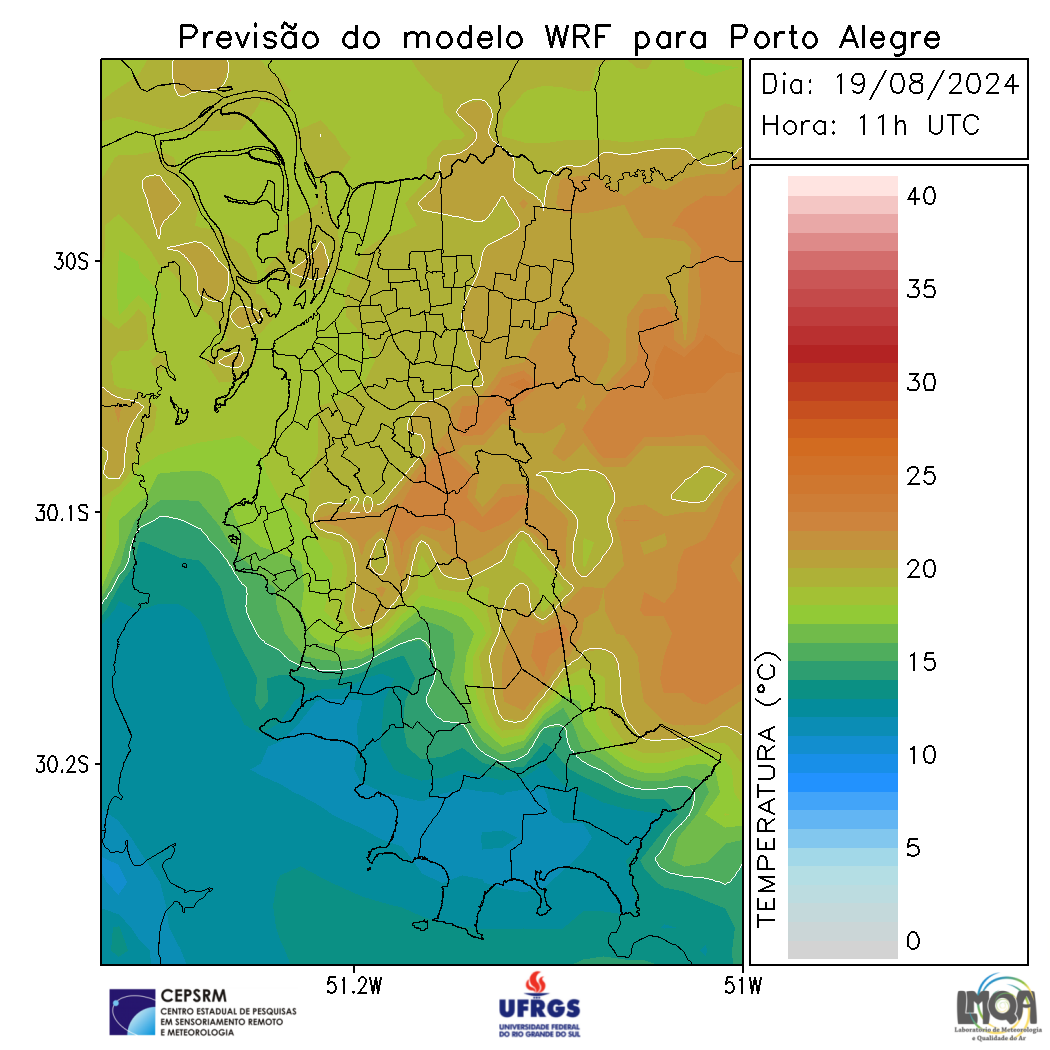 Previsão do modelo WRF para Porto Alegre
Dia: 19/08/2024
Hora: 11h UTC
40
35
30
25
20
15
10
5
0
TEMPERATURA (°C)
30S
30.1S
30.2S
20
51.2W
51W
CEPSRM
CENTRO ESTADUAL DE PESQUISAS
EM SENSORIAMENTO REMOTO
E METEOROLOGIA
UFRGS
UNIVERSIDADE FEDERAL
DO RIO GRANDE DO SUL
LMQA
Laboratório de Meteorologia
e Qualidade do Ar